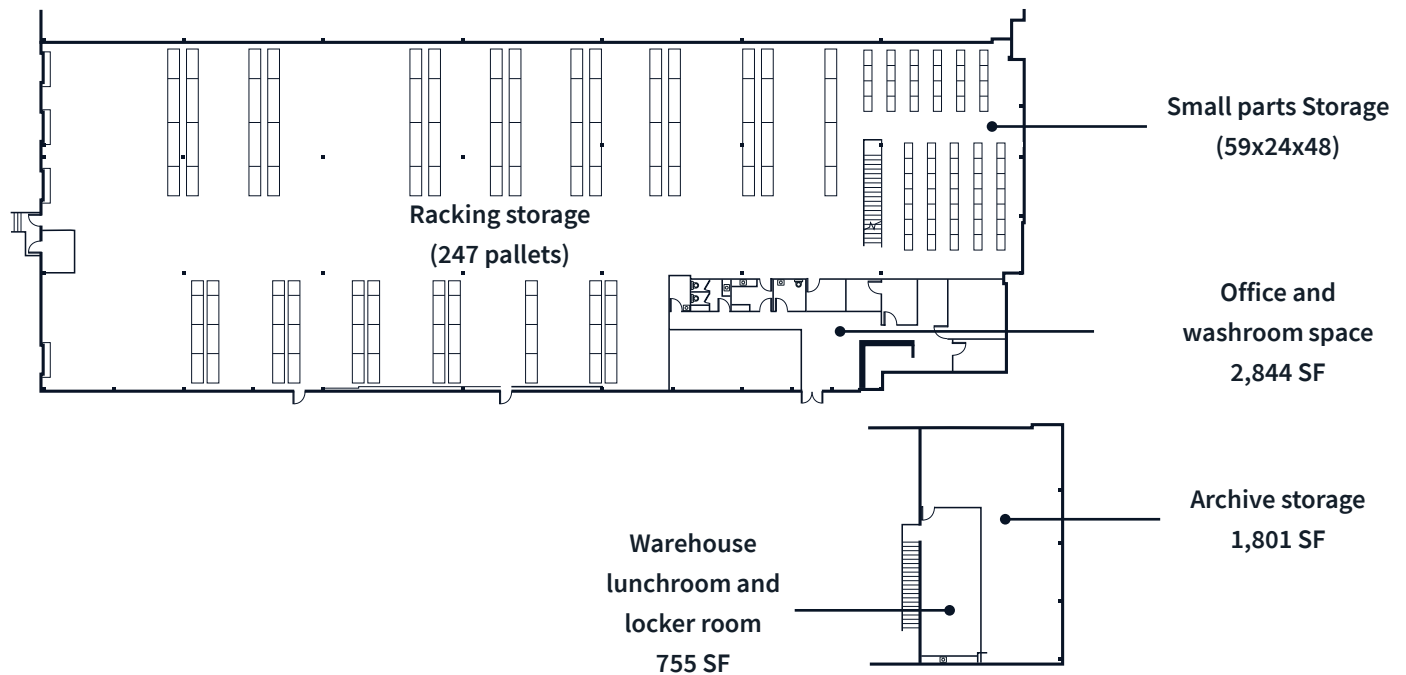 Small parts Storage
(59x24x48)
Racking storage
(247 pallets)
Office and
washroom space
2,844 SF
Archive storage
1,801 SF
Warehouse
lunchroom and
locker room
755 SF